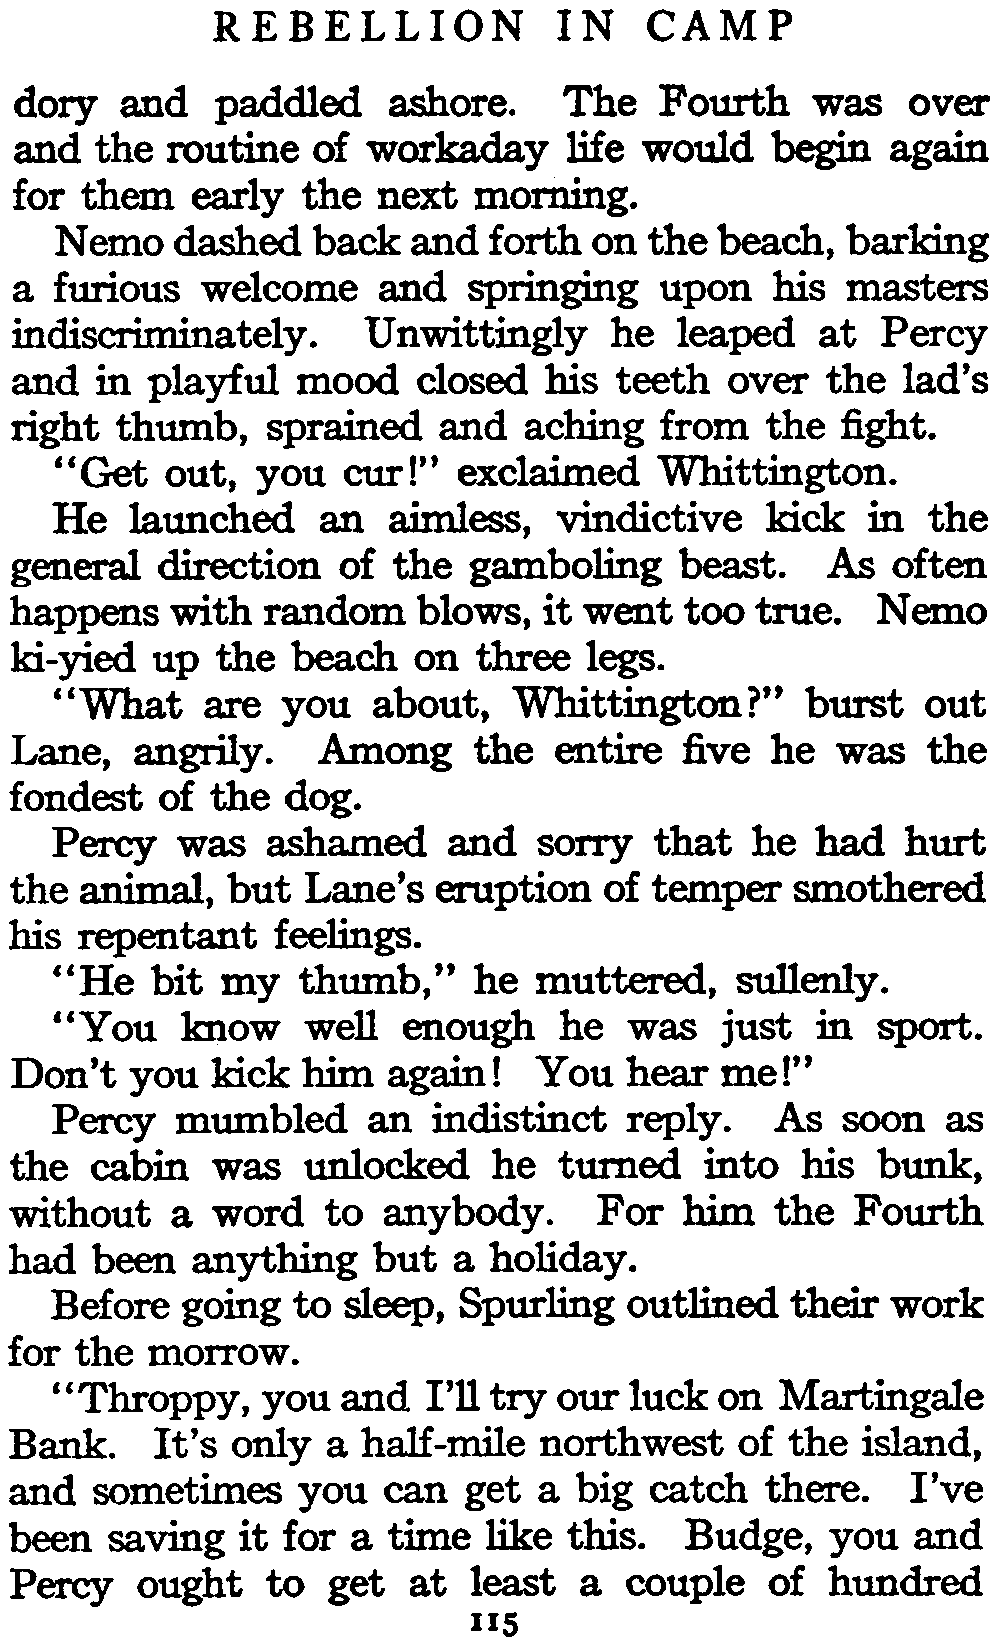 REBELLION IN CAMP
dory and paddled ashore. The Fourth was over
and the routine of workaday life would begin again
for them early the next morning.
Nemo dashed back and forth on the beach, barking
a furious welcome and springing upon his masters
indiscriminately. Unwittingly he leaped at Percy
and in playful mood closed his teeth over the lad's
right thumb, sprained and aching from the fight.
"Get out, you cur!" exclaimed Whittington.
He launched an aimless, vindictive kick in the
general direction of the gamboling beast. As often
happens with random blows, it went too true. Nemo
ki-yied up the beach on three legs.
"What are you about, Whittington?" burst out
Lane, angrily. Among the entire five he was the
fondest of the dog.
Percy was ashamed and sorry that he had hurt
the animal, but Lane's eruption of temper smothered
his repentant feelings.
"He bit my thumb," he muttered, sullenly.
"You know well enough he was just in sport.
Don't you kick him again! You hear me!"
Percy mumbled an indistinct reply. As soon as
the cabin was unlocked he turned into his bunk,
without a word to anybody. For him the Fourth
had been anything but a holiday.
Before going to sleep, Spurling outlined their work
for the morrow.
"Throppy, you and I'll try our luck on Martingale
Bank. It's only a half-mile northwest of the island,
and sometimes you can get a big catch there. I've
been saving it for a time like this. Budge, you and
Percy ought to get at least a couple of hundred
115